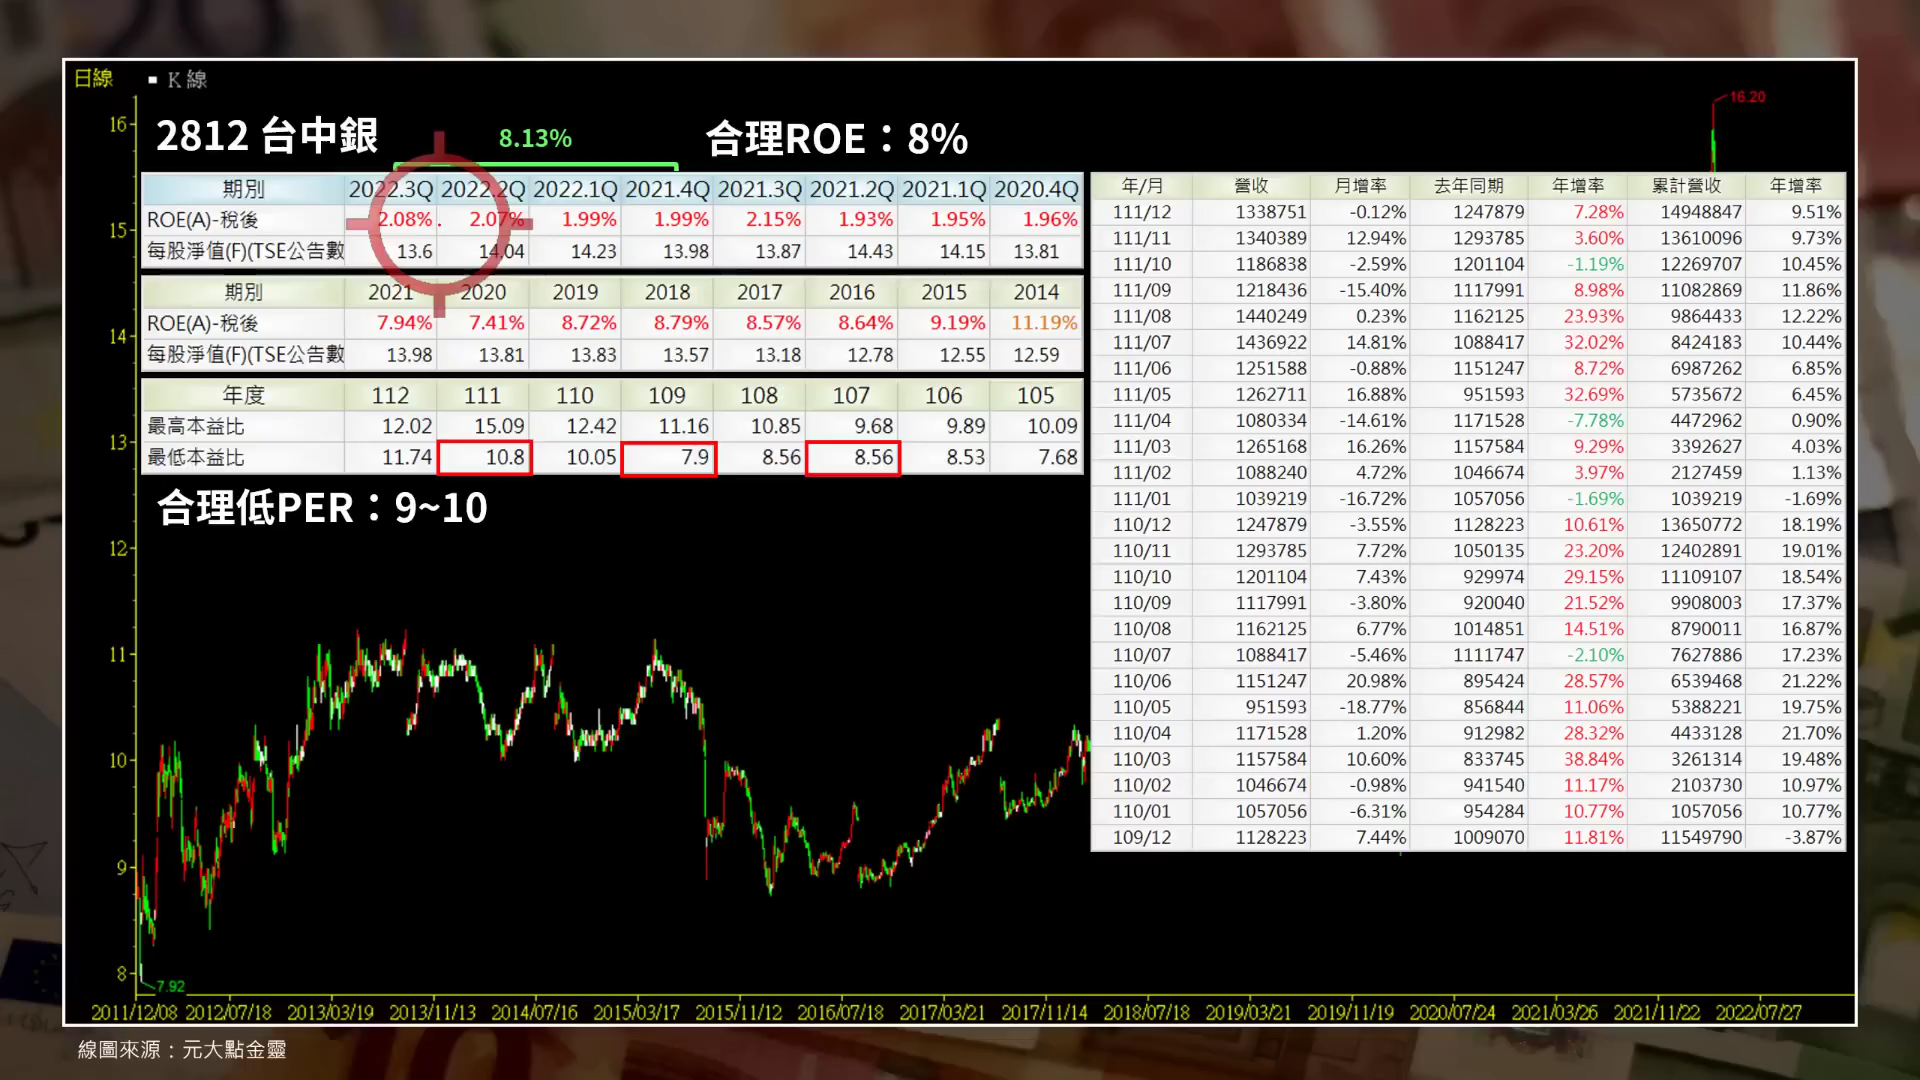 日線 ▪ K 線
2812 台中銀 8.13% 合理ROE：8%
期別 2022.3Q 2022.2Q 2022.1Q 2021.4Q 2021.3Q 2021.2Q 2021.1Q 2020.4Q
ROE(A)-稅後 2.08% 2.07% 1.99% 1.99% 2.15% 1.93% 1.95% 1.96%
每股淨值(F)(TSE公告數 13.6 14.04 14.23 13.98 13.87 14.43 14.15 13.81
期別 2021 2020 2019 2018 2017 2016 2015 2014
ROE(A)-稅後 7.94% 7.41% 8.72% 8.79% 8.57% 8.64% 9.19% 11.19%
每股淨值(F)(TSE公告數 13.98 13.81 13.83 13.57 13.18 12.78 12.55 12.59
年度 112 111 110 109 108 107 106 105
最高本益比 12.02 15.09 12.42 11.16 10.85 9.68 9.89 10.09
最低本益比 11.74 10.8 10.05 7.9 8.56 8.56 8.53 7.68
合理低PER：9~10
年/月 營收 月增率 去年同期 年增率 累計營收 年增率
111/12 1338751 -0.12% 1247879 7.28% 14948847 9.51%
111/11 1340389 12.94% 1293785 3.60% 13610096 9.73%
111/10 1186838 -2.59% 1201104 -1.19% 12269707 10.45%
111/09 1218436 -15.40% 1117991 8.98% 11082869 11.86%
111/08 1440249 0.23% 1162125 23.93% 9864433 12.22%
111/07 1436922 14.81% 1088417 32.02% 8424183 10.44%
111/06 1251588 -0.88% 1151247 8.72% 6987262 6.85%
111/05 1262711 16.88% 951593 32.69% 5735672 6.45%
111/04 1080334 -14.61% 1171528 -7.78% 4472962 0.90%
111/03 1265168 16.26% 1157584 9.29% 3392627 4.03%
111/02 1088240 4.72% 1046674 3.97% 2127459 1.13%
111/01 1039219 -16.72% 1057056 -1.69% 1039219 -1.69%
110/12 1247879 -3.55% 1128223 10.61% 13650772 18.19%
110/11 1293785 7.72% 1050135 23.20% 12402891 19.01%
110/10 1201104 7.43% 929974 29.15% 11109107 18.54%
110/09 1117991 -3.80% 920040 21.52% 9908003 17.37%
110/08 1162125 6.77% 1014851 14.51% 8790011 16.87%
110/07 1088417 -5.46% 1111747 -2.10% 7627886 17.23%
110/06 1151247 20.98% 895424 28.57% 6539468 21.22%
110/05 951593 -18.77% 856844 11.06% 5388221 19.75%
110/04 1171528 1.20% 912982 28.32% 4433128 21.70%
110/03 1157584 10.60% 833745 38.84% 3261314 19.48%
110/02 1046674 -0.98% 941540 11.17% 2103730 10.97%
110/01 1057056 -6.31% 954284 10.77% 1057056 10.77%
109/12 1128223 7.44% 1009070 11.81% 11549790 -3.87%
16.20
16
15
14
13
12
11
10
9
8
7.92
2011/12/08 2012/07/18 2013/03/19 2013/11/13 2014/07/16 2015/03/17 2015/11/12 2016/07/18 2017/03/21 2017/11/14 2018/07/18 2019/03/21 2019/11/19 2020/07/24 2021/03/26 2021/11/22 2022/07/27
線圖來源：元大點金靈